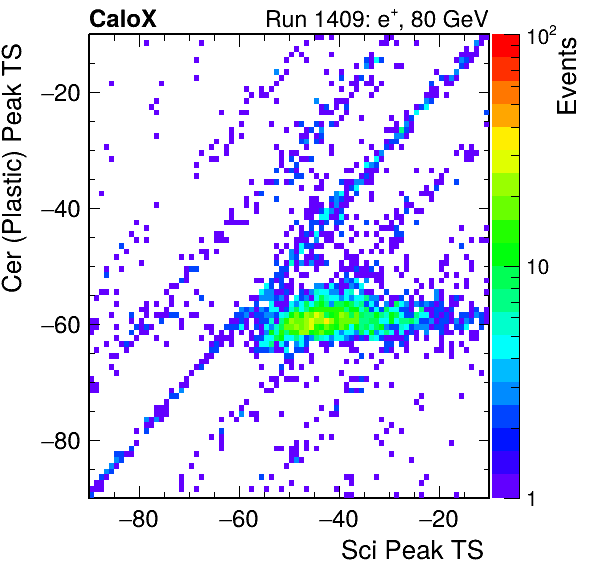 CaloX Run 1409: e⁺, 80 GeV
Cer (Plastic) Peak TS
−20
−40
−60
−80
−80 −60 −40 −20
Sci Peak TS
10²
10
1
Events